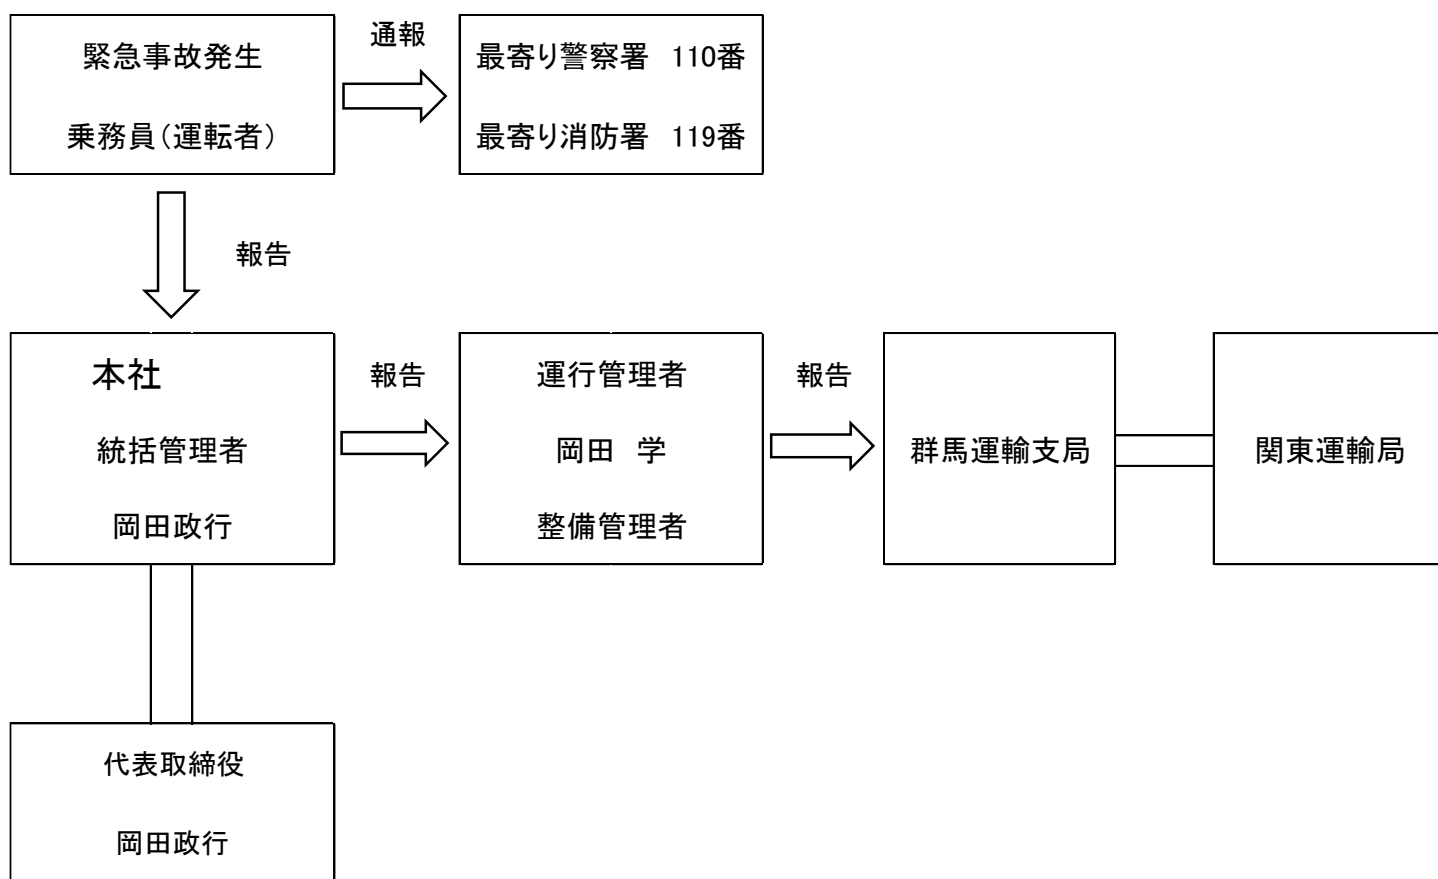 緊急事故発生
乗務員(運転者)
通報
最寄り警察署　110番
最寄り消防署　119番
報告
本社
統括管理者
岡田政行
報告
運行管理者
岡田　学
整備管理者
報告
群馬運輸支局
関東運輸局
代表取締役
岡田政行